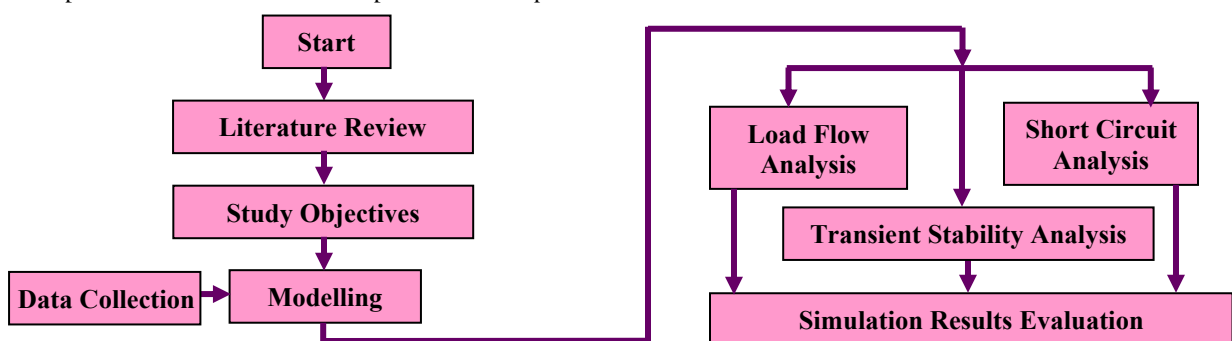 Start
Literature Review
Study Objectives
Data Collection
Modelling
Load Flow
Analysis
Short Circuit
Analysis
Transient Stability Analysis
Simulation Results Evaluation